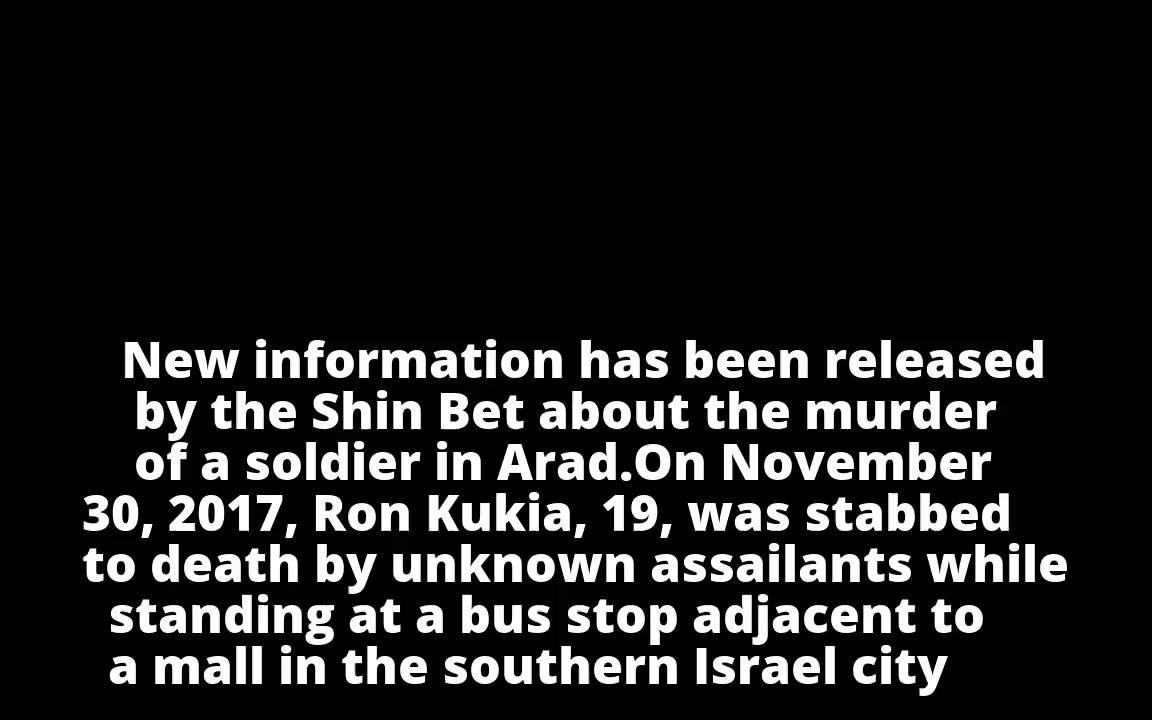 New information has been released
by the Shin Bet about the murder
of a soldier in Arad.On November
30, 2017, Ron Kukia, 19, was stabbed
to death by unknown assailants while
standing at a bus stop adjacent to
a mall in the southern Israel city